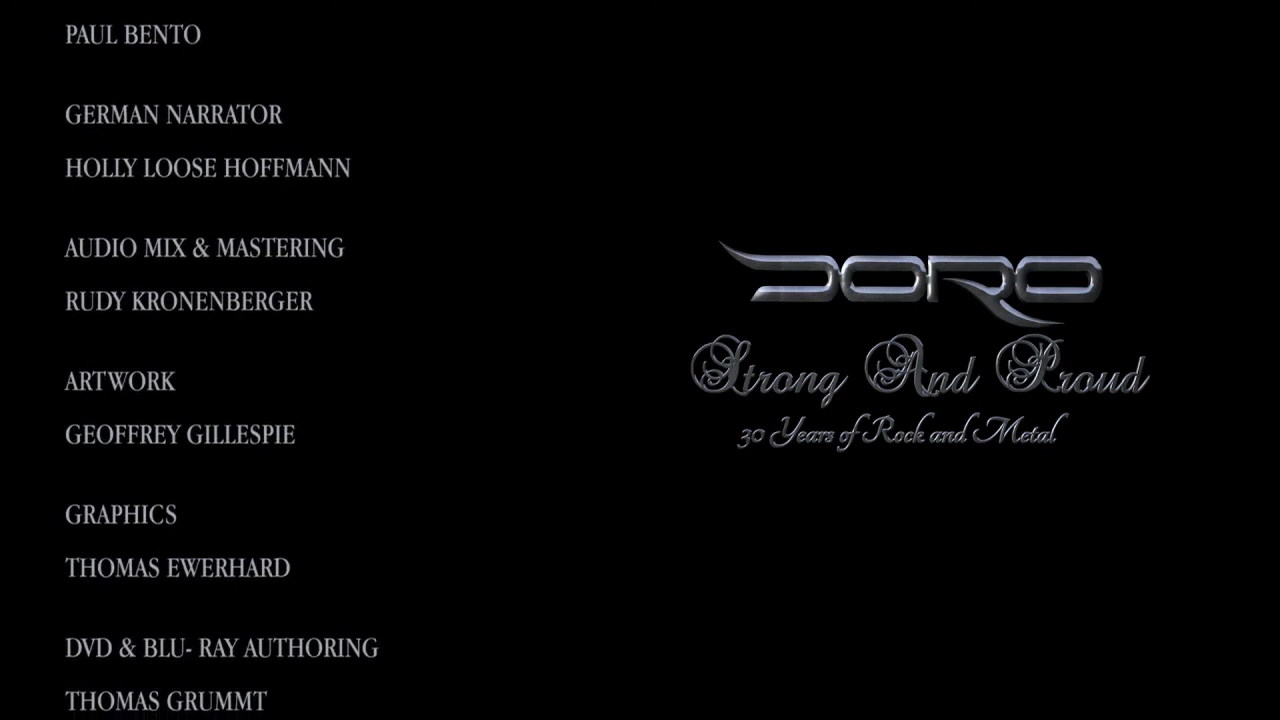 PAUL BENTO
GERMAN NARRATOR
HOLLY LOOSE HOFFMANN
AUDIO MIX & MASTERING
RUDY KRONENBERGER
ARTWORK
GEOFFREY GILLESPIE
GRAPHICS
THOMAS EWERHARD
DVD & BLU- RAY AUTHORING
THOMAS GRUMMT
DORO
Strong And Proud
30 Years of Rock and Metal